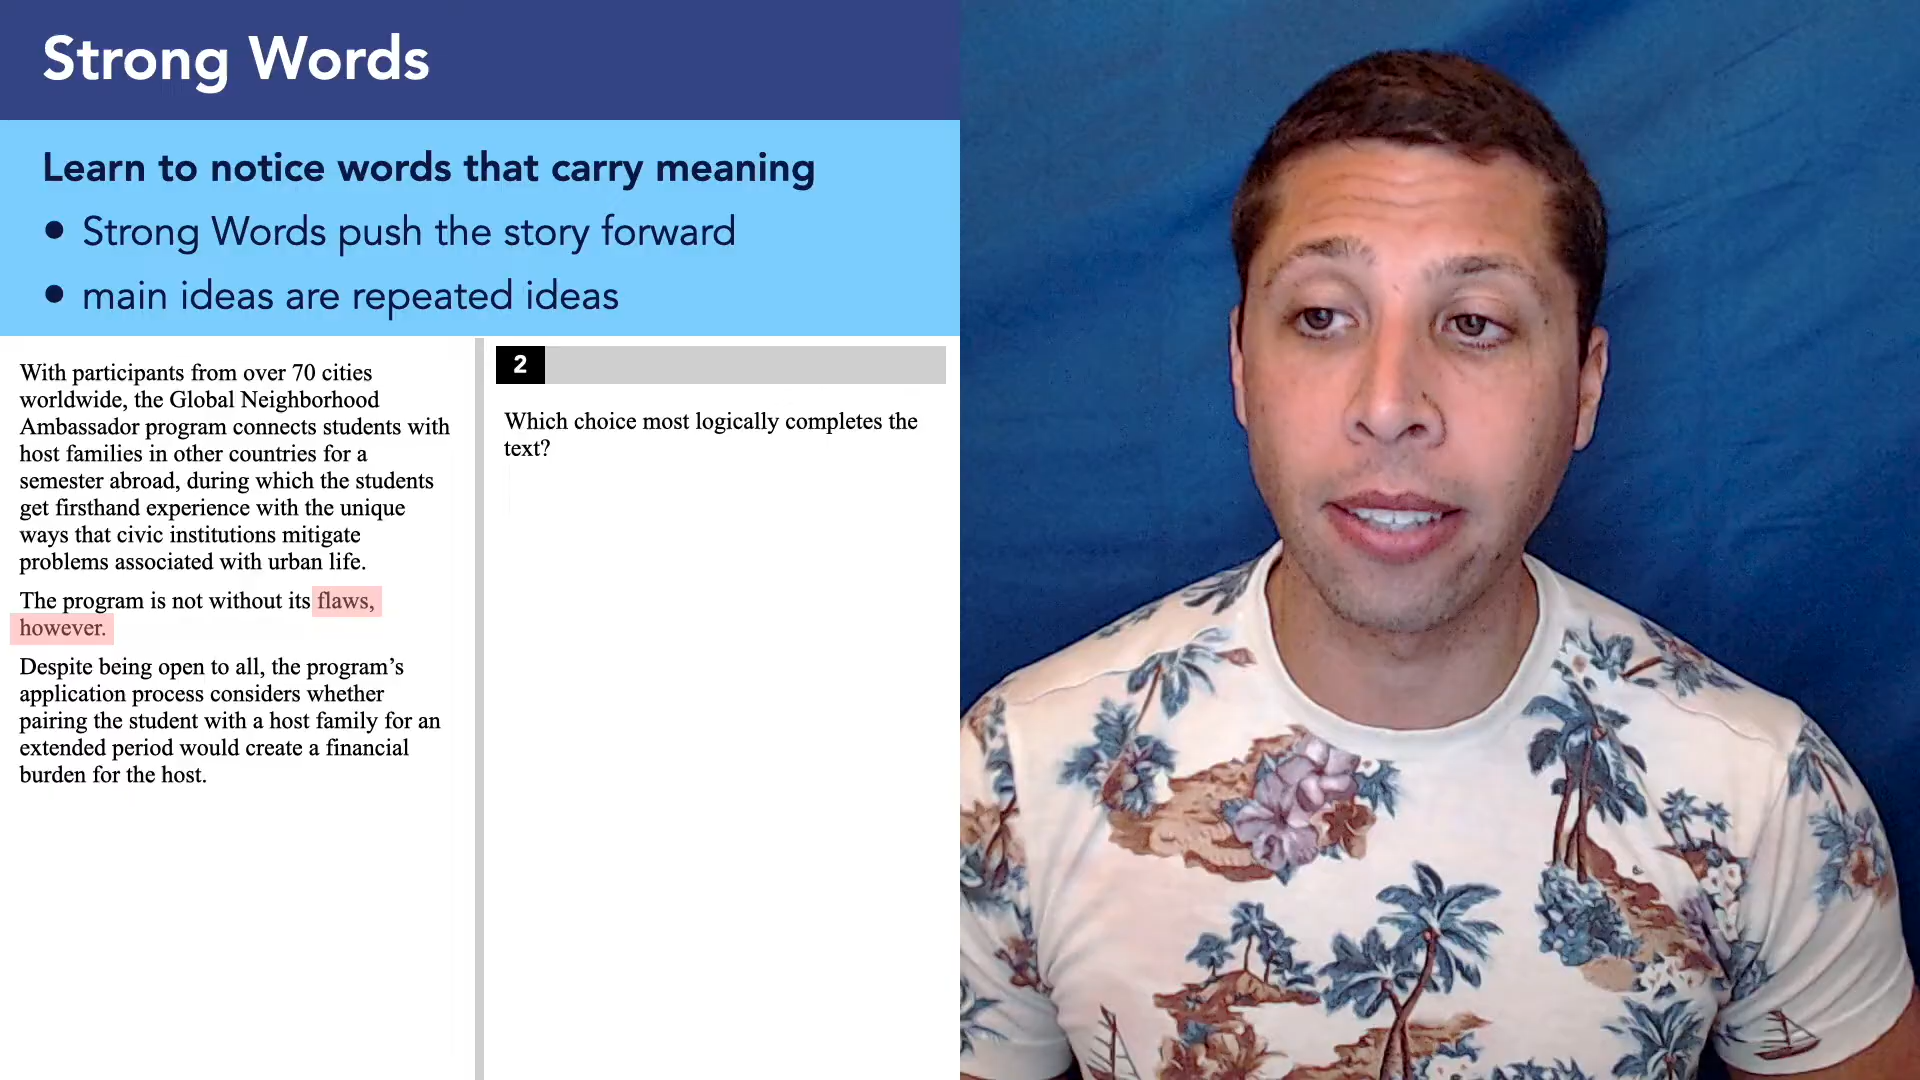 Strong Words
Learn to notice words that carry meaning
• Strong Words push the story forward
• main ideas are repeated ideas
With participants from over 70 cities
worldwide, the Global Neighborhood
Ambassador program connects students with
host families in other countries for a
semester abroad, during which the students
get firsthand experience with the unique
ways that civic institutions mitigate
problems associated with urban life.
The program is not without its flaws,
however.
Despite being open to all, the program’s
application process considers whether
pairing the student with a host family for an
extended period would create a financial
burden for the host.
2
Which choice most logically completes the
text?